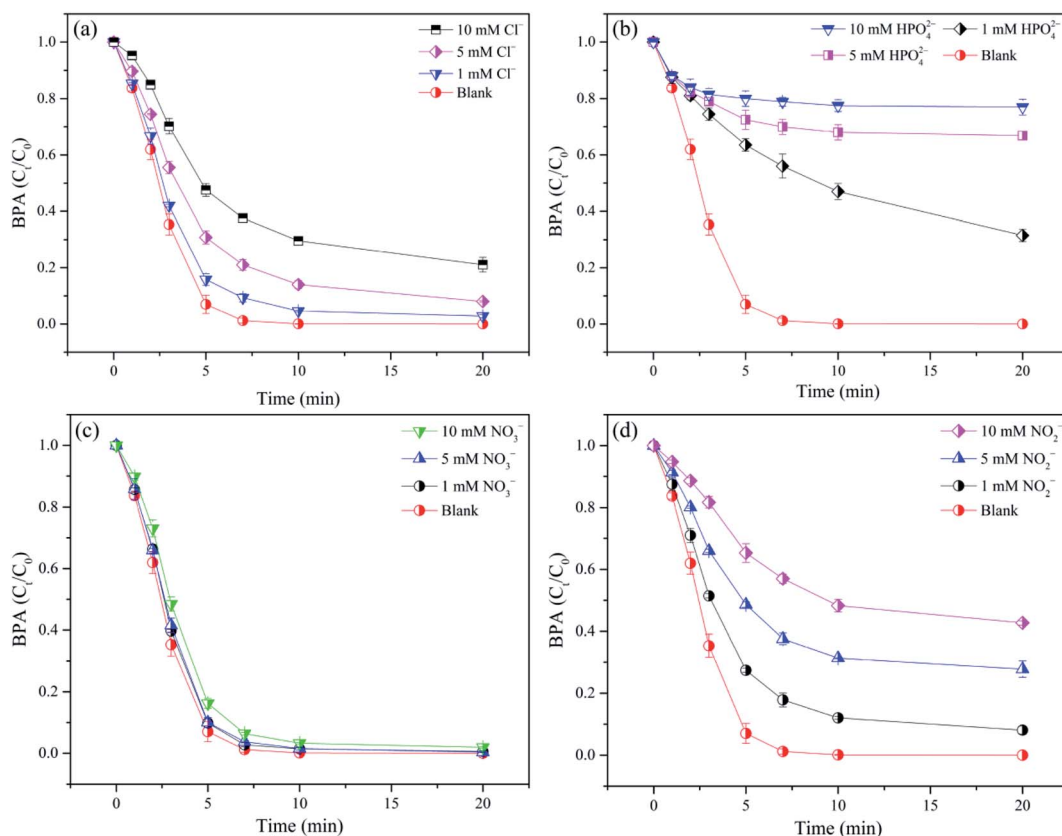 (a)
10 mM Cl⁻
5 mM Cl⁻
1 mM Cl⁻
Blank
BPA (Cₜ/C₀)
1.0
0.8
0.6
0.4
0.2
0.0
0 5 10 15 20
Time (min)
(b)
10 mM HPO₄²⁻ 1 mM HPO₄²⁻
5 mM HPO₄²⁻ Blank
BPA (Cₜ/C₀)
1.0
0.8
0.6
0.4
0.2
0.0
0 5 10 15 20
Time (min)
(c)
10 mM NO₃⁻
5 mM NO₃⁻
1 mM NO₃⁻
Blank
BPA (Cₜ/C₀)
1.0
0.8
0.6
0.4
0.2
0.0
0 5 10 15 20
Time (min)
(d)
10 mM NO₂⁻
5 mM NO₂⁻
1 mM NO₂⁻
Blank
BPA (Cₜ/C₀)
1.0
0.8
0.6
0.4
0.2
0.0
0 5 10 15 20
Time (min)